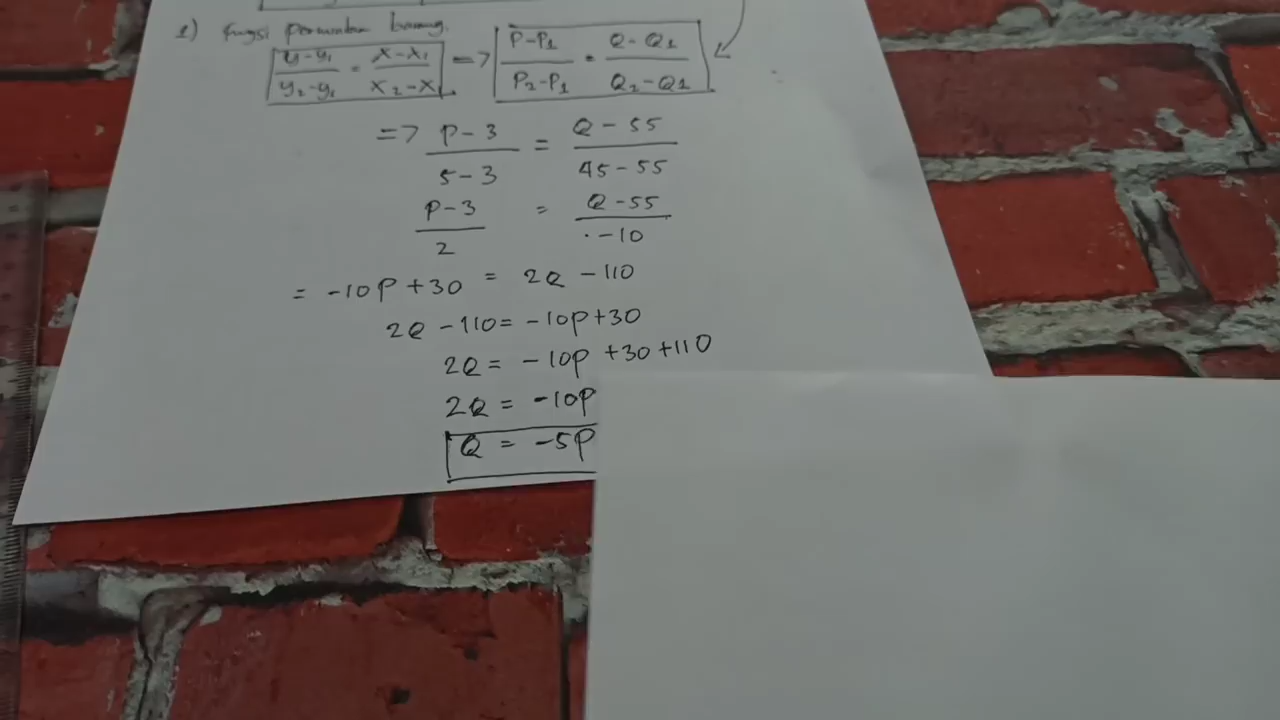 1) Fungsi permintaan barang.
y-y₁/y₂-y₁ = x-x₁/x₂-x => P-P₁/P₂-P₁ = Q-Q₁/Q₂-Q₁
=> P-3/5-3 = Q-55/45-55
P-3/2 = Q-55/-10
= -10P+30 = 2Q -110
2Q -110 = -10P+30
2Q = -10P +30+110
2Q = -10P
Q = -5P